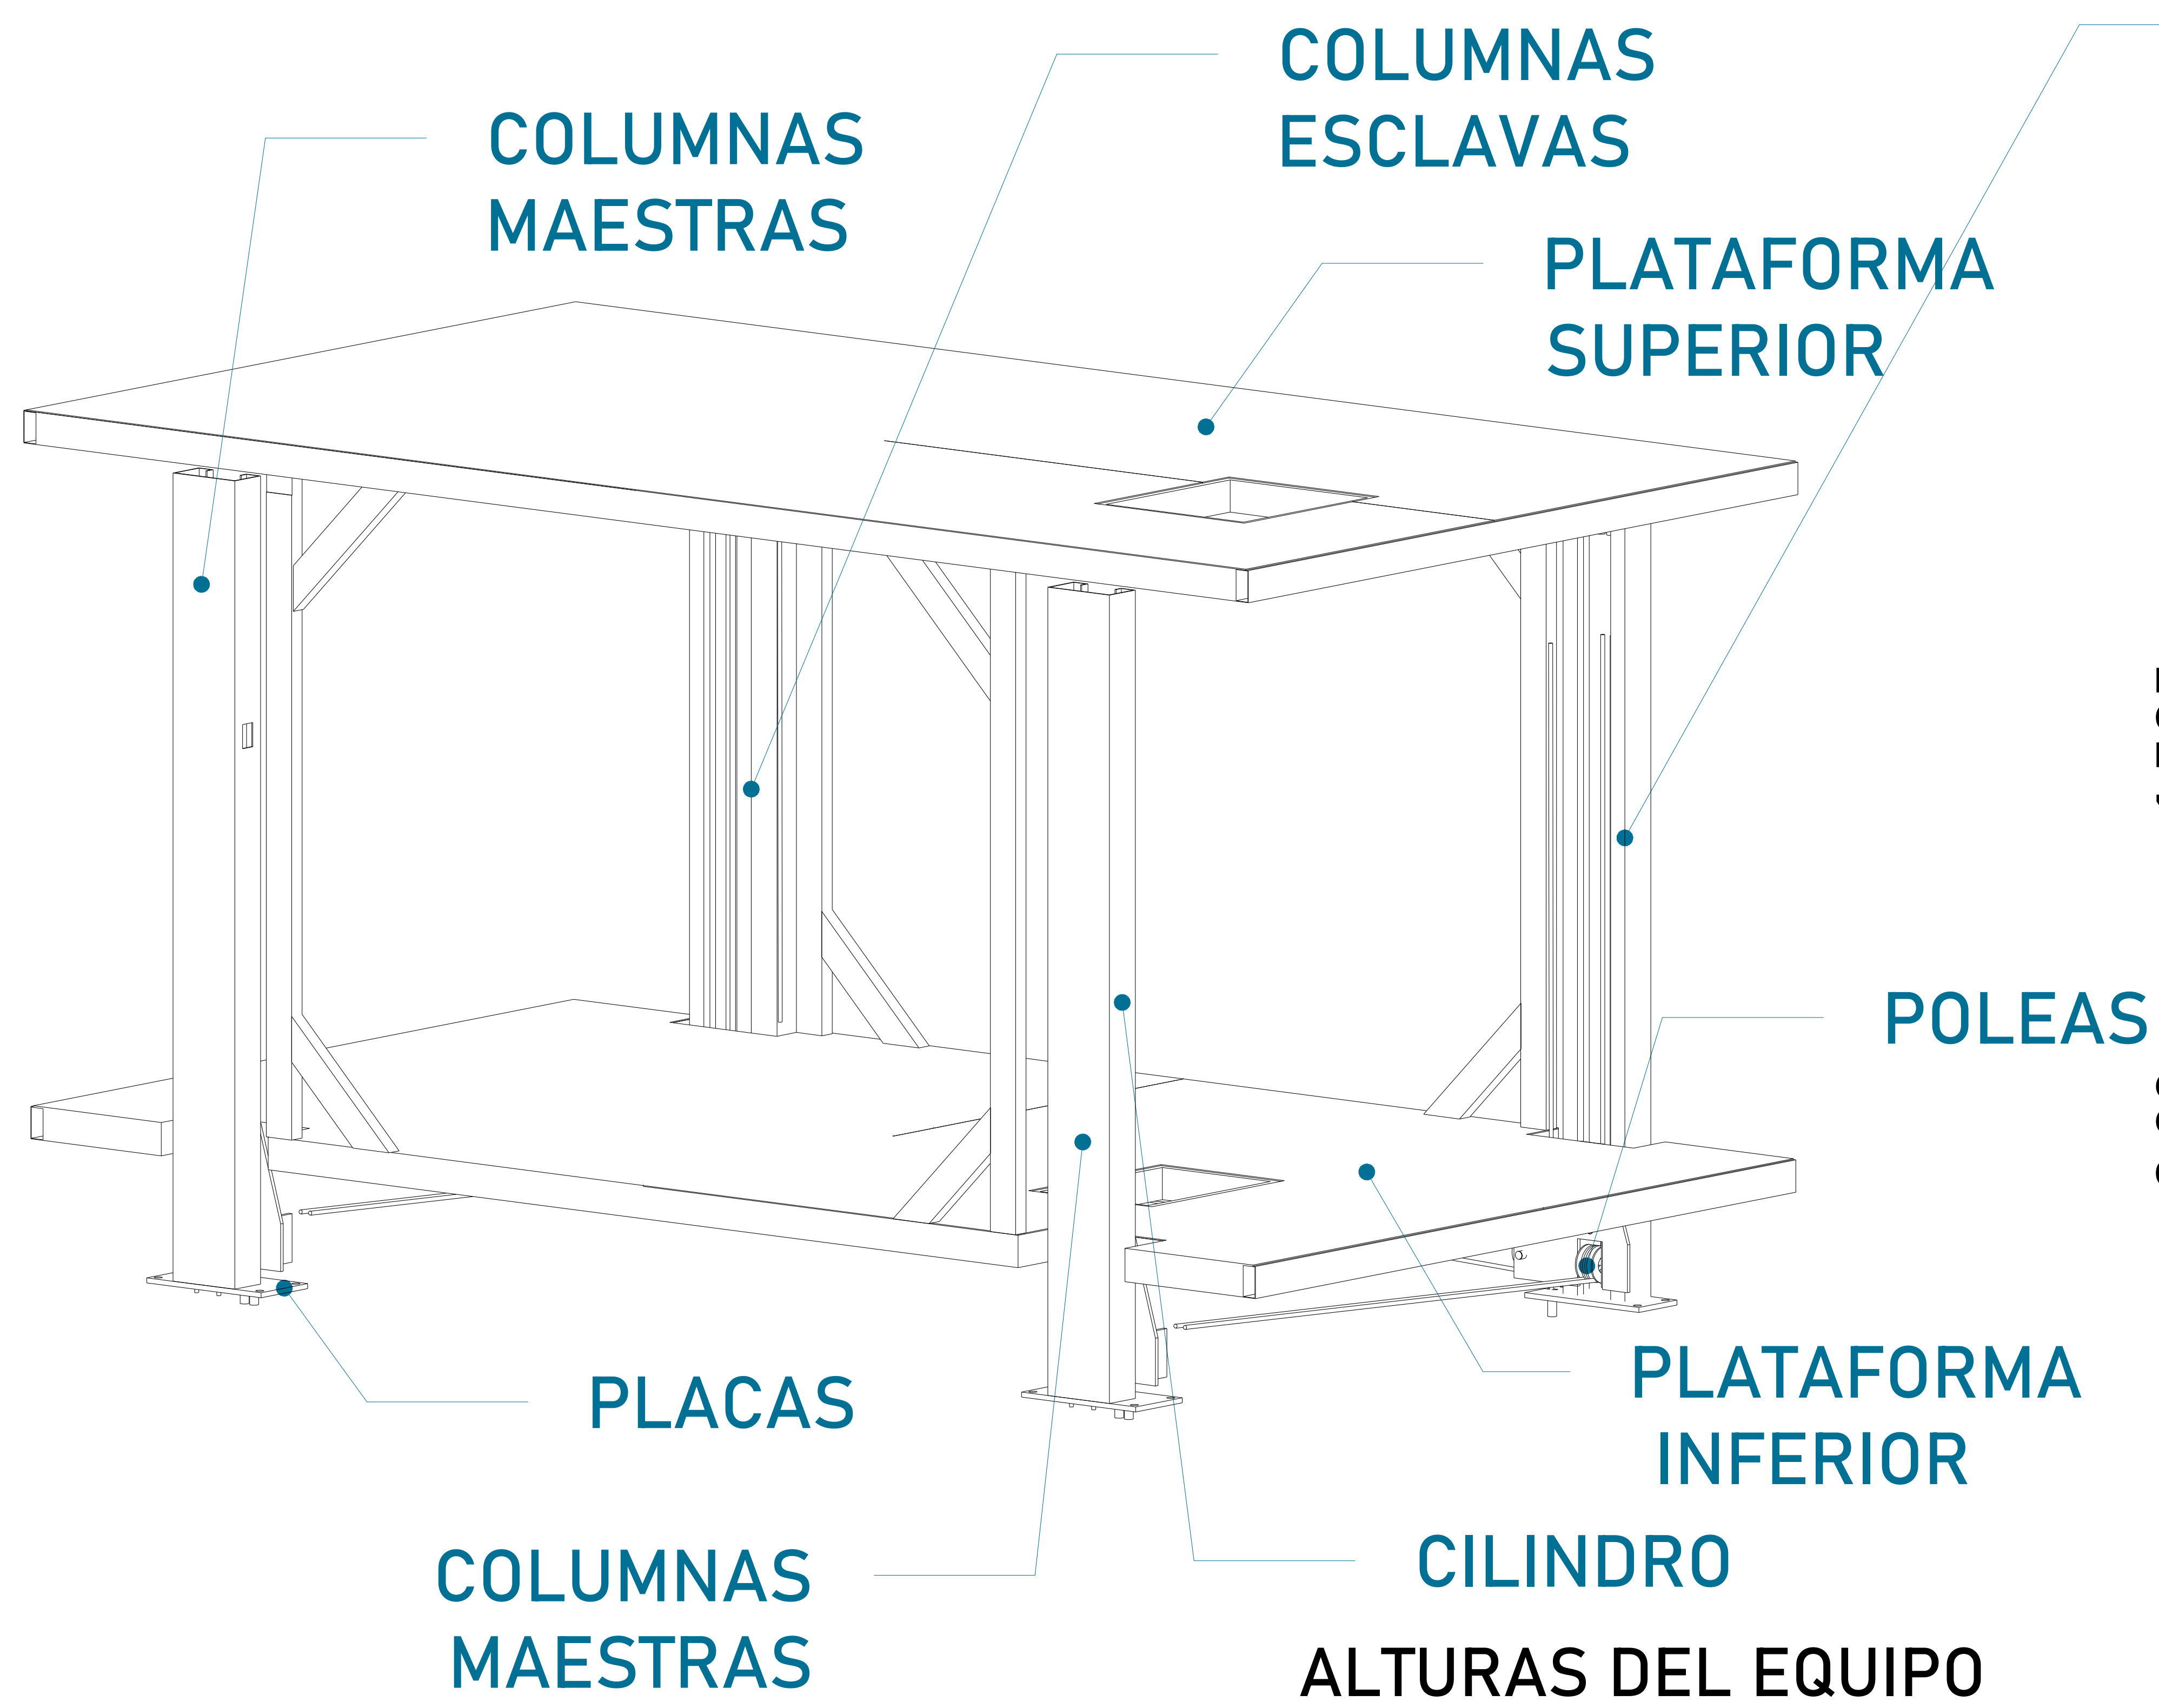 COLUMNAS
ESCLAVAS
COLUMNAS
MAESTRAS
PLATAFORMA
SUPERIOR
POLEAS
PLATAFORMA
INFERIOR
PLACAS
CILINDRO
COLUMNAS
MAESTRAS
ALTURAS DEL EQUIPO